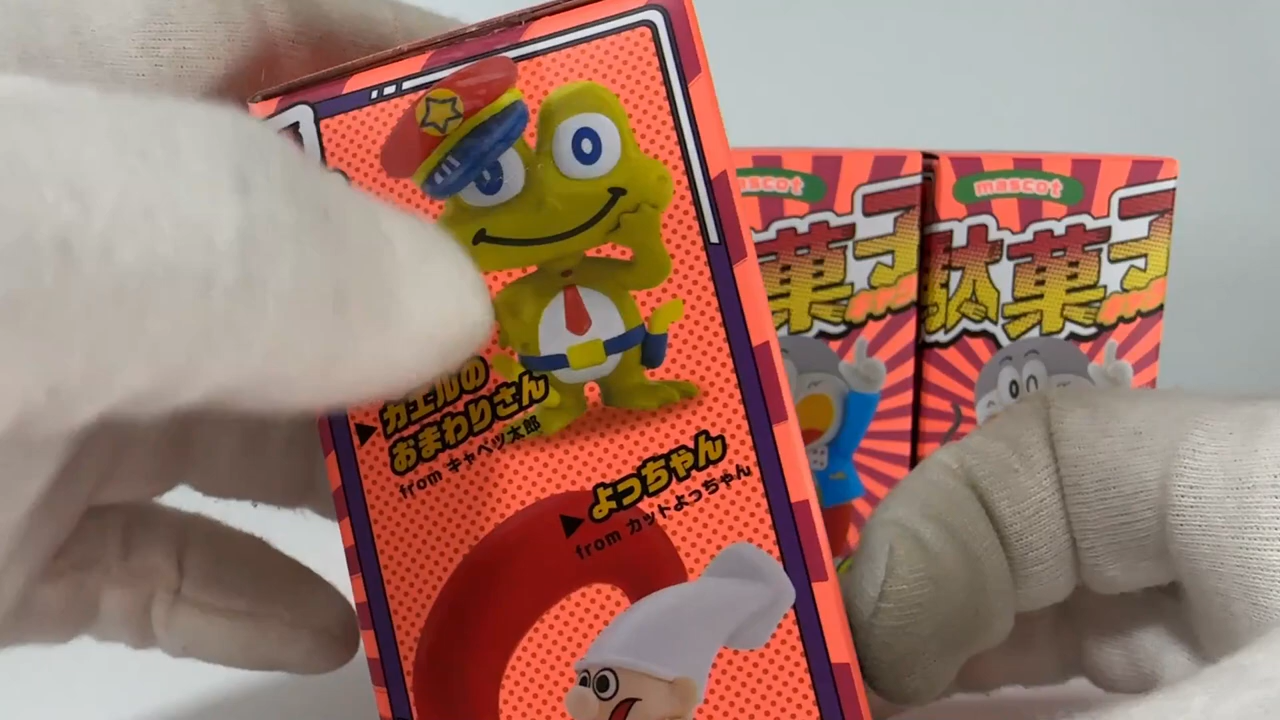 カエルの
おまわりさん
from キャベツ太郎
よっちゃん
from カットよっちゃん
mascot
菓子
mascot
駄菓子